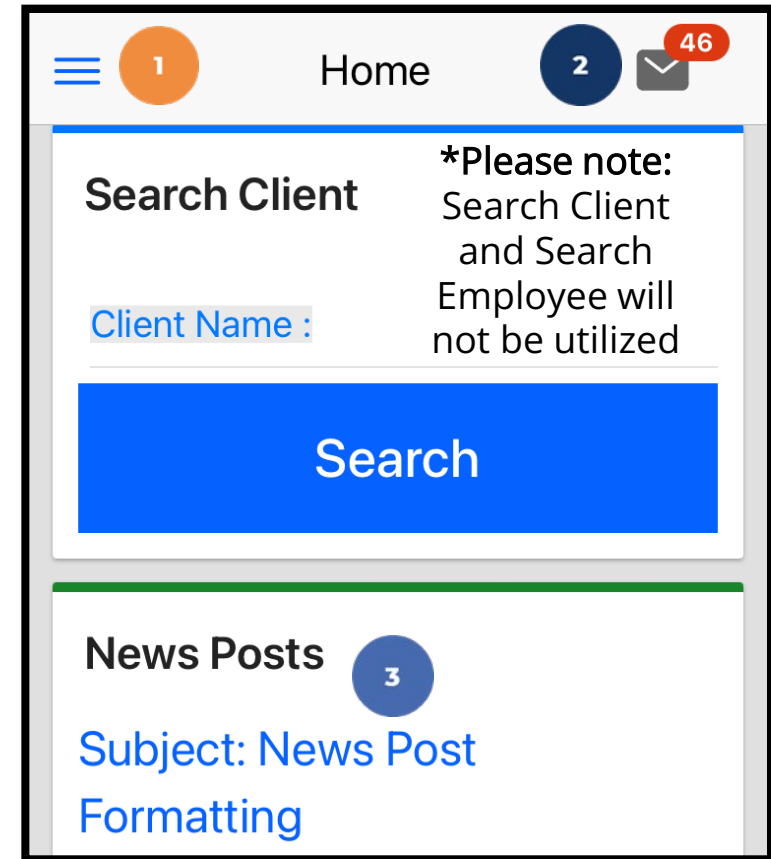 1
Home
2
46
Search Client
*Please note:
Search Client
and Search
Employee will
not be utilized
Client Name :
Search
News Posts
3
Subject: News Post
Formatting